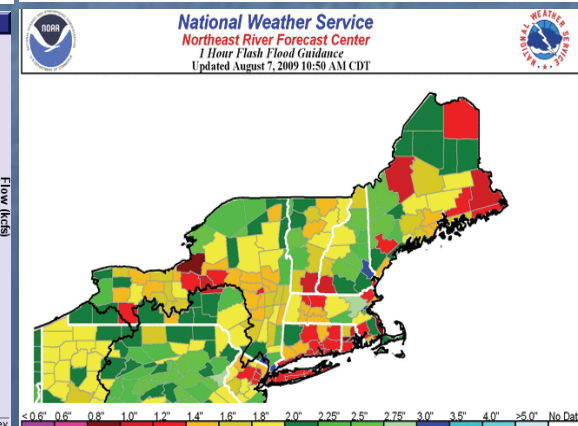 National Weather Service
Northeast River Forecast Center
1 Hour Flash Flood Guidance
Updated August 7, 2009 10:50 AM CDT
NOAA
NATIONAL WEATHER SERVICE
Flow (kcfs)
< 0.6" 0.6" 0.8" 1.0" 1.2" 1.4" 1.6" 1.8" 2.0" 2.25" 2.5" 2.75" 3.0" 3.5" 4.0" >5.0" No Dat